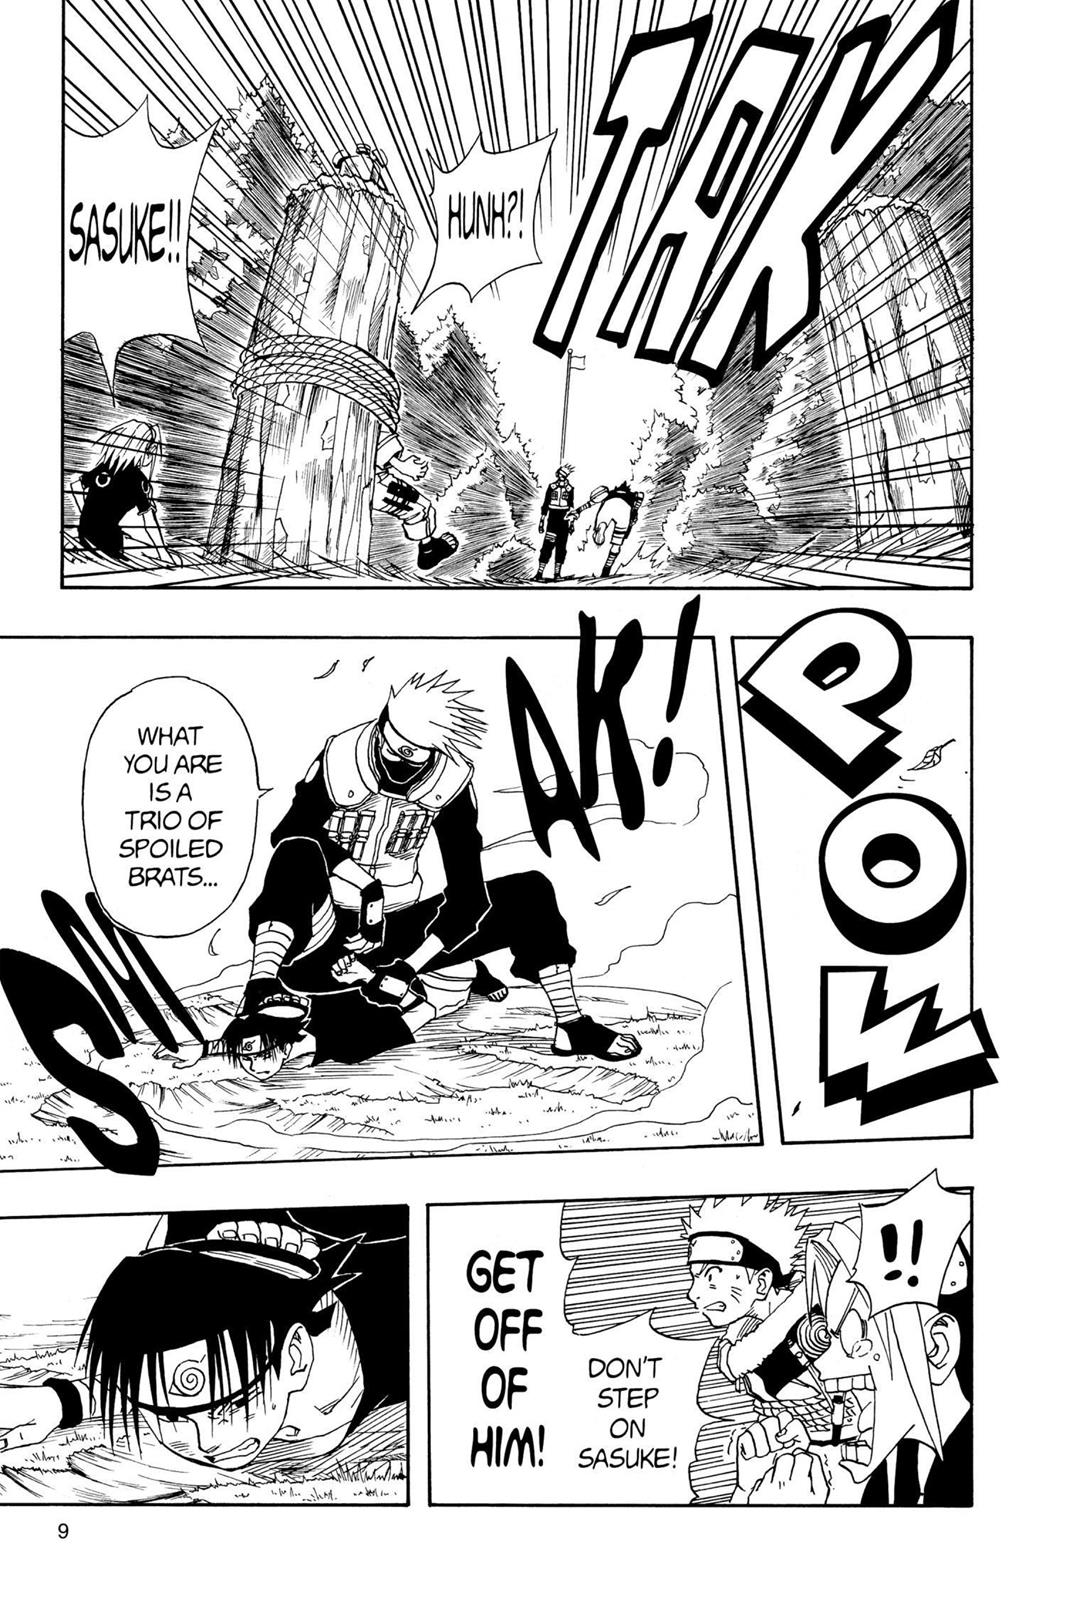 TAK
HUNH?!
SASUKE!!
POW
SMAK!
WHAT
YOU ARE
IS A
TRIO OF
SPOILED
BRATS...
!!
DON'T
STEP
ON
SASUKE!
GET
OFF
OF
HIM!
9